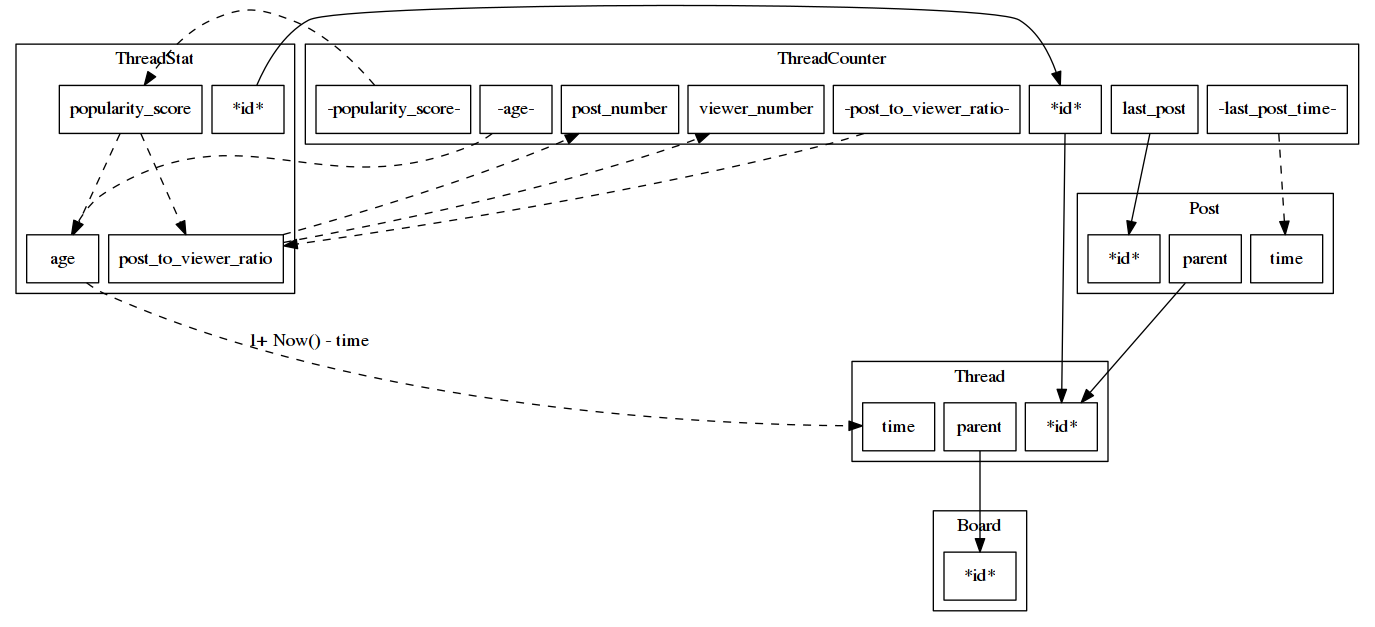 ThreadStat
ThreadCounter
popularity_score
*id*
-popularity_score-
-age-
post_number
viewer_number
-post_to_viewer_ratio-
*id*
last_post
-last_post_time-
Post
age
post_to_viewer_ratio
*id*
parent
time
1+ Now() - time
Thread
time
parent
*id*
Board
*id*